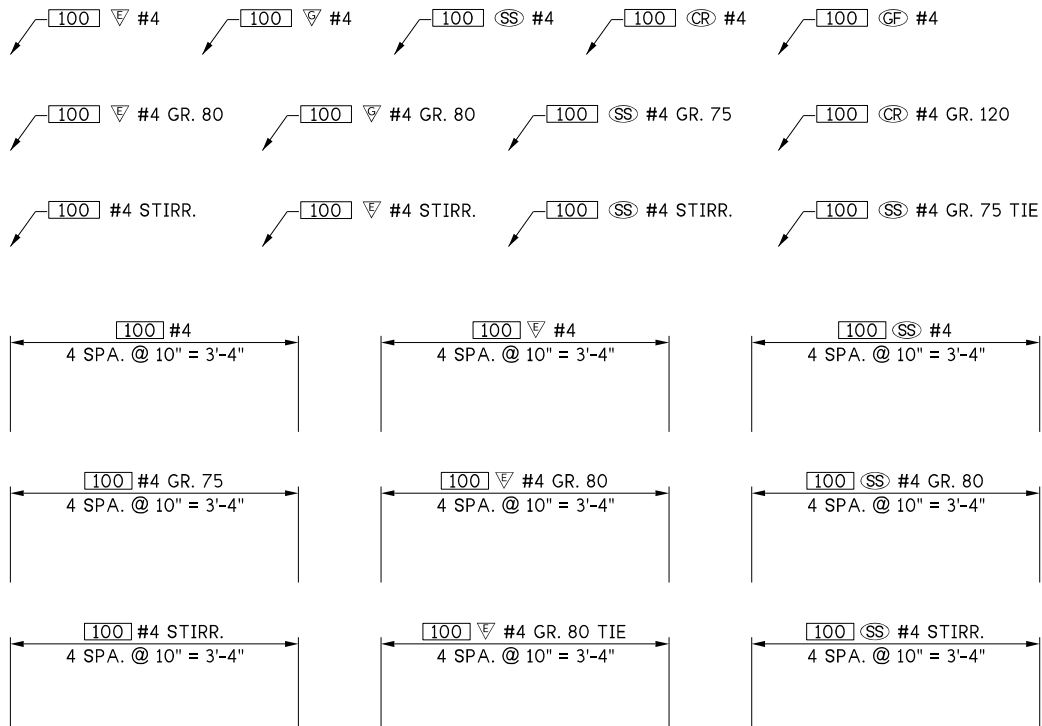 100 E #4 100 G #4 100 SS #4 100 CR #4 100 GF #4
100 E #4 GR. 80 100 G #4 GR. 80 100 SS #4 GR. 75 100 CR #4 GR. 120
100 #4 STIRR. 100 E #4 STIRR. 100 SS #4 STIRR. 100 SS #4 GR. 75 TIE
100 #4 100 E #4 100 SS #4
4 SPA. @ 10" = 3'-4" 4 SPA. @ 10" = 3'-4" 4 SPA. @ 10" = 3'-4"
100 #4 GR. 75 100 E #4 GR. 80 100 SS #4 GR. 80
4 SPA. @ 10" = 3'-4" 4 SPA. @ 10" = 3'-4" 4 SPA. @ 10" = 3'-4"
100 #4 STIRR. 100 E #4 GR. 80 TIE 100 SS #4 STIRR.
4 SPA. @ 10" = 3'-4" 4 SPA. @ 10" = 3'-4" 4 SPA. @ 10" = 3'-4"